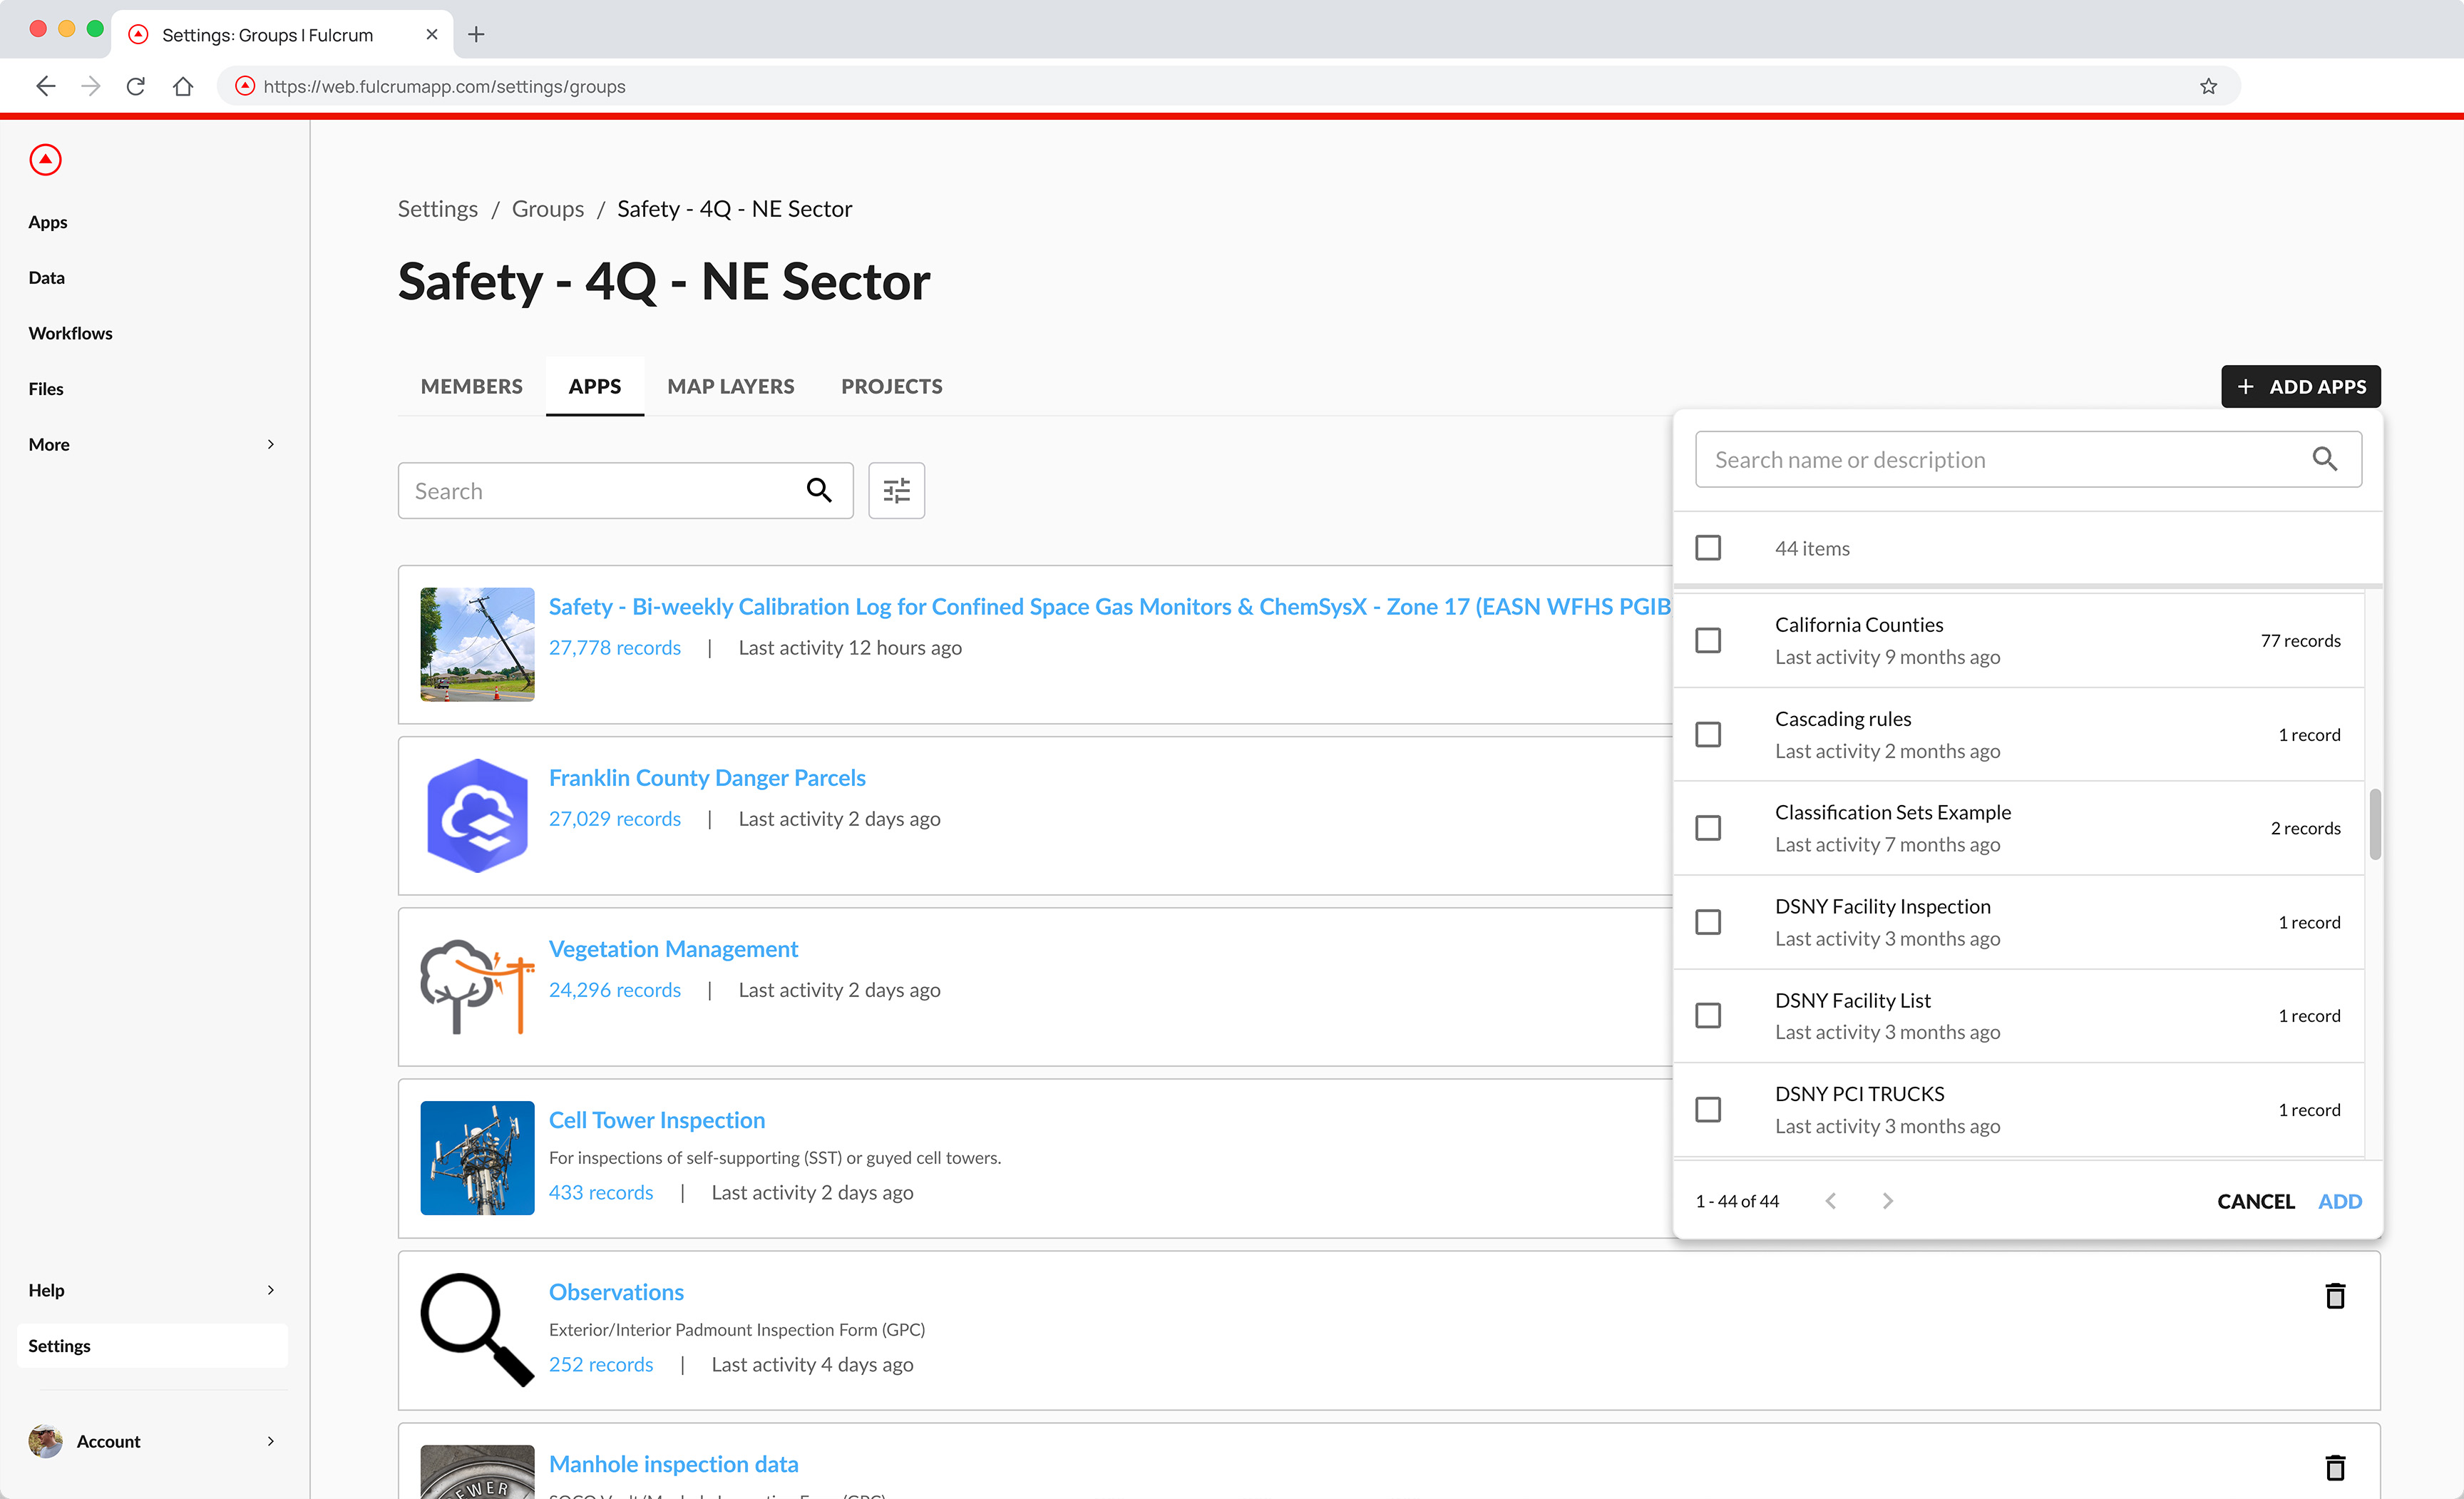 Settings: Groups | Fulcrum
https://web.fulcrumapp.com/settings/groups
Apps
Data
Workflows
Files
More
Help
Settings
Account
Settings / Groups / Safety - 4Q - NE Sector
Safety - 4Q - NE Sector
MEMBERS APPS MAP LAYERS PROJECTS
+ ADD APPS
Search
Safety - Bi-weekly Calibration Log for Confined Space Gas Monitors & ChemSysX - Zone 17 (EASN WFHS PGIB
27,778 records | Last activity 12 hours ago
Franklin County Danger Parcels
27,029 records | Last activity 2 days ago
Vegetation Management
24,296 records | Last activity 2 days ago
Cell Tower Inspection
For inspections of self-supporting (SST) or guyed cell towers.
433 records | Last activity 2 days ago
Observations
Exterior/Interior Padmount Inspection Form (GPC)
252 records | Last activity 4 days ago
EWER
Manhole inspection data
Search name or description
44 items
California Counties
Last activity 9 months ago
77 records
Cascading rules
Last activity 2 months ago
1 record
Classification Sets Example
Last activity 7 months ago
2 records
DSNY Facility Inspection
Last activity 3 months ago
1 record
DSNY Facility List
Last activity 3 months ago
1 record
DSNY PCI TRUCKS
Last activity 3 months ago
1 record
1 - 44 of 44
CANCEL ADD